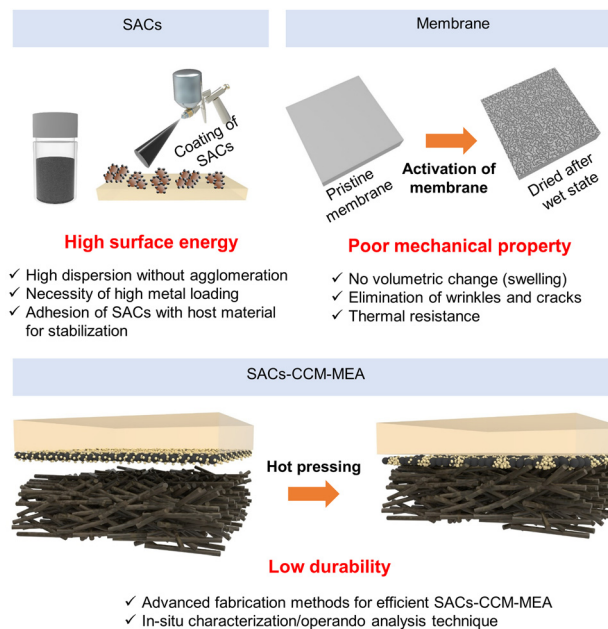 SACs
Coating of
SACs
High surface energy
✓ High dispersion without agglomeration
✓ Necessity of high metal loading
✓ Adhesion of SACs with host material
for stabilization
Membrane
Pristine
membrane
Activation of
membrane
Dried after
wet state
Poor mechanical property
✓ No volumetric change (swelling)
✓ Elimination of wrinkles and cracks
✓ Thermal resistance
SACs-CCM-MEA
Hot pressing
Low durability
✓ Advanced fabrication methods for efficient SACs-CCM-MEA
✓ In-situ characterization/operando analysis technique